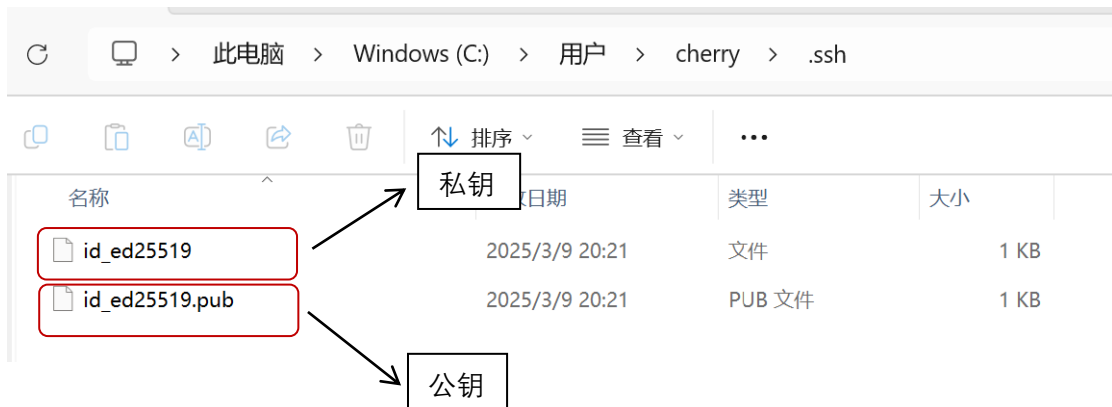 此电脑 > Windows (C:) > 用户 > cherry > .ssh
排序 查看 •••
私钥
名称 日期 类型 大小
id_ed25519 2025/3/9 20:21 文件 1 KB
id_ed25519.pub 2025/3/9 20:21 PUB 文件 1 KB
公钥